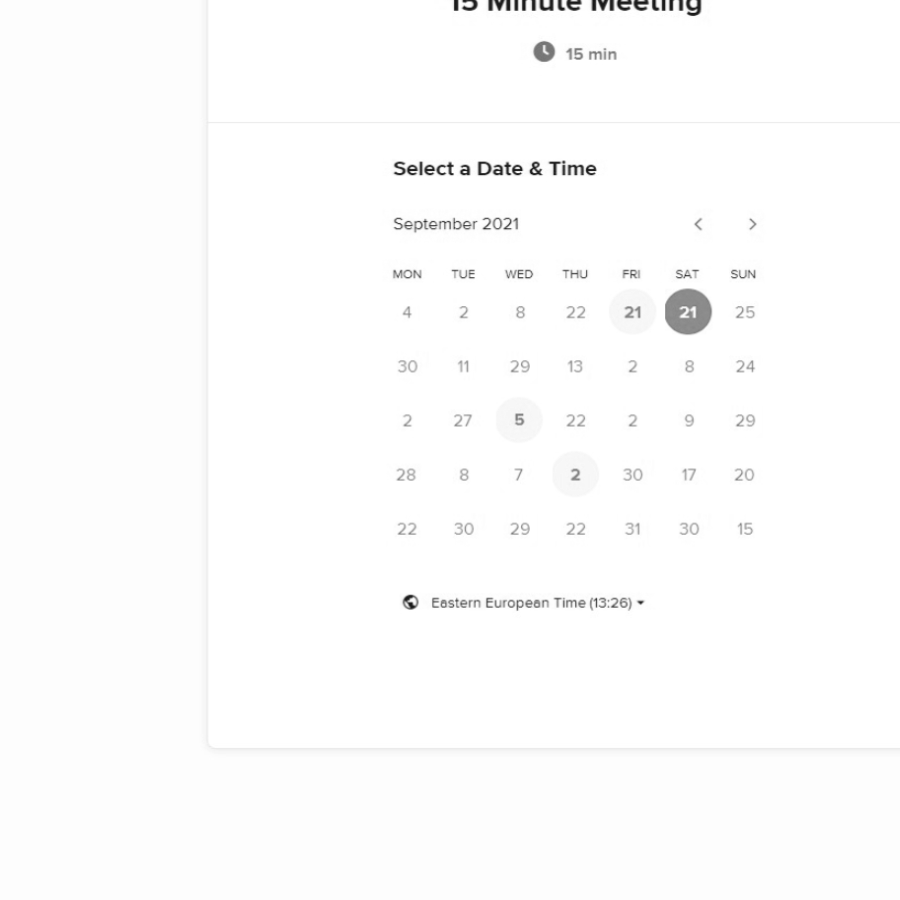 15 Minute Meeting
15 min
Select a Date & Time
September 2021
MON TUE WED THU FRI SAT SUN
4 2 8 22 21 21 25
30 11 29 13 2 8 24
2 27 5 22 2 9 29
28 8 7 2 30 17 20
22 30 29 22 31 30 15
Eastern European Time (13:26)